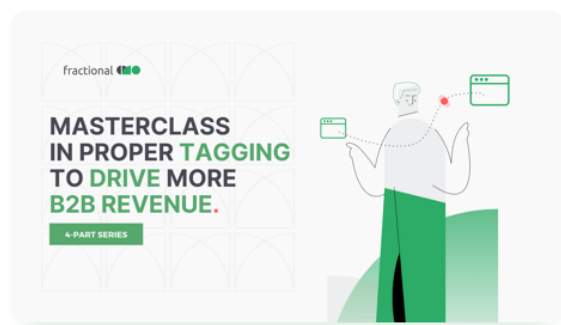 fractional CMO
MASTERCLASS
IN PROPER TAGGING
TO DRIVE MORE
B2B REVENUE.
4-PART SERIES